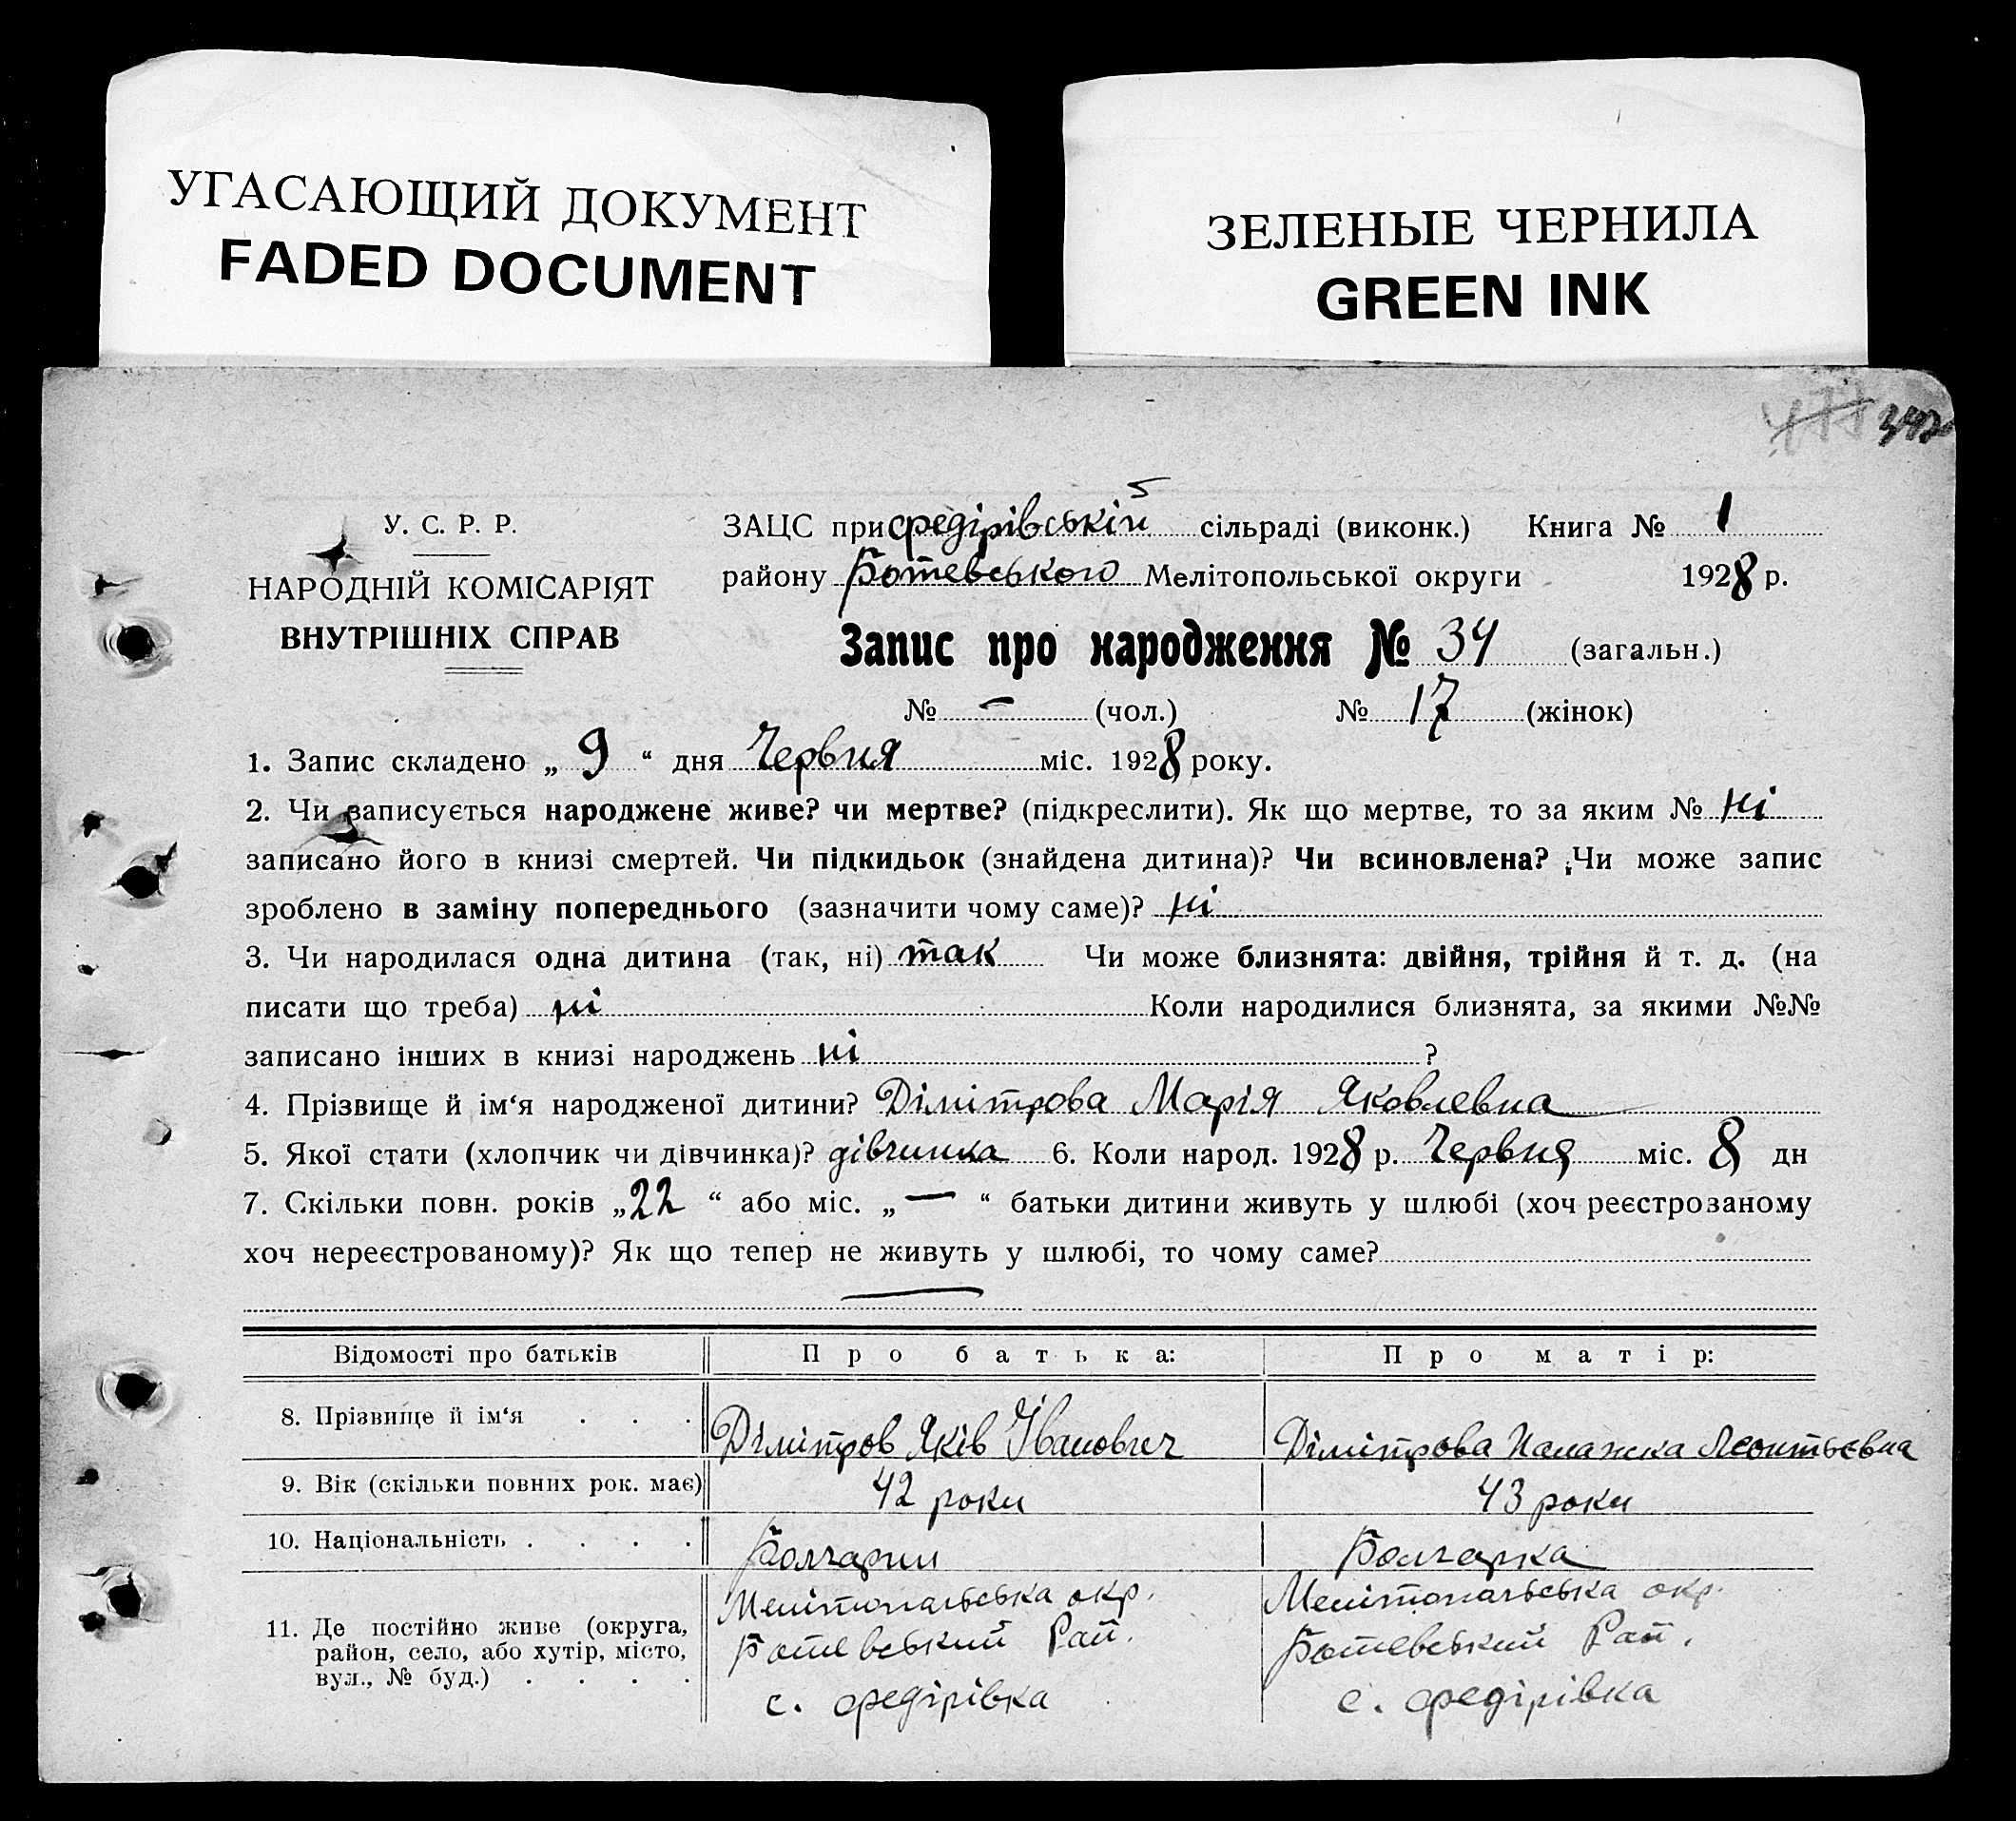 УГАСАЮЩИЙ ДОКУМЕНТ
FADED DOCUMENT
ЗЕЛЕНЫЕ ЧЕРНИЛА
GREEN INK
342
У. С. Р. Р.
НАРОДНІЙ КОМІСАРІЯТ
ВНУТРІШНІХ СПРАВ
ЗАЦС при Федірівській сільраді (виконк.) Книга № 1
району Ботевського Мелітопольської округи 1928 р.
Запис про народження № 34 (загальн.)
№ – (чол.) № 17 (жінок)
1. Запис складено „ 9 “ дня Червня міс. 1928 року.
2. Чи записується народжене живе? чи мертве? (підкреслити). Як що мертве, то за яким № ні
записано його в книзі смертей. Чи підкидьок (знайдена дитина)? Чи всиновлена? Чи може запис
зроблено в заміну попереднього (зазначити чому саме)? ні
3. Чи народилася одна дитина (так, ні) так Чи може близнята: двійня, трійня й т. д. (на
писати що треба) ні Коли народилися близнята, за якими №№
записано інших в книзі народжень ні ?
4. Прізвище й ім‘я народженої дитини? Дімітрова Марія Яковлевна
5. Якої стати (хлопчик чи дівчинка)? дівчинка 6. Коли народ. 1928 р. Червня міс. 8 дн
7. Скільки повн. років „22 “ або міс. „ — “ батьки дитини живуть у шлюбі (хоч реєстрозаному
хоч нереєстрованому)? Як що тепер не живуть у шлюбі, то чому саме?
—
Відомості про батьків Про батька: Про матір:
8. Прізвище й ім‘я . . . Дімітров Яків Іванович Дімітрова Палажка Леонтьєвна
9. Вік (скільки повних рок. має) 42 роки 43 роки
10. Національність . . . . Болгарин Болгарка
11. Де постійно живе (округа,
район, село, або хутір, місто,
вул., № буд.) . . . .
Мелітопольська окр.
Ботевський Рай.
с. Федірівка
Мелітопольська окр.
Ботевський Рай.
с. Федірівка